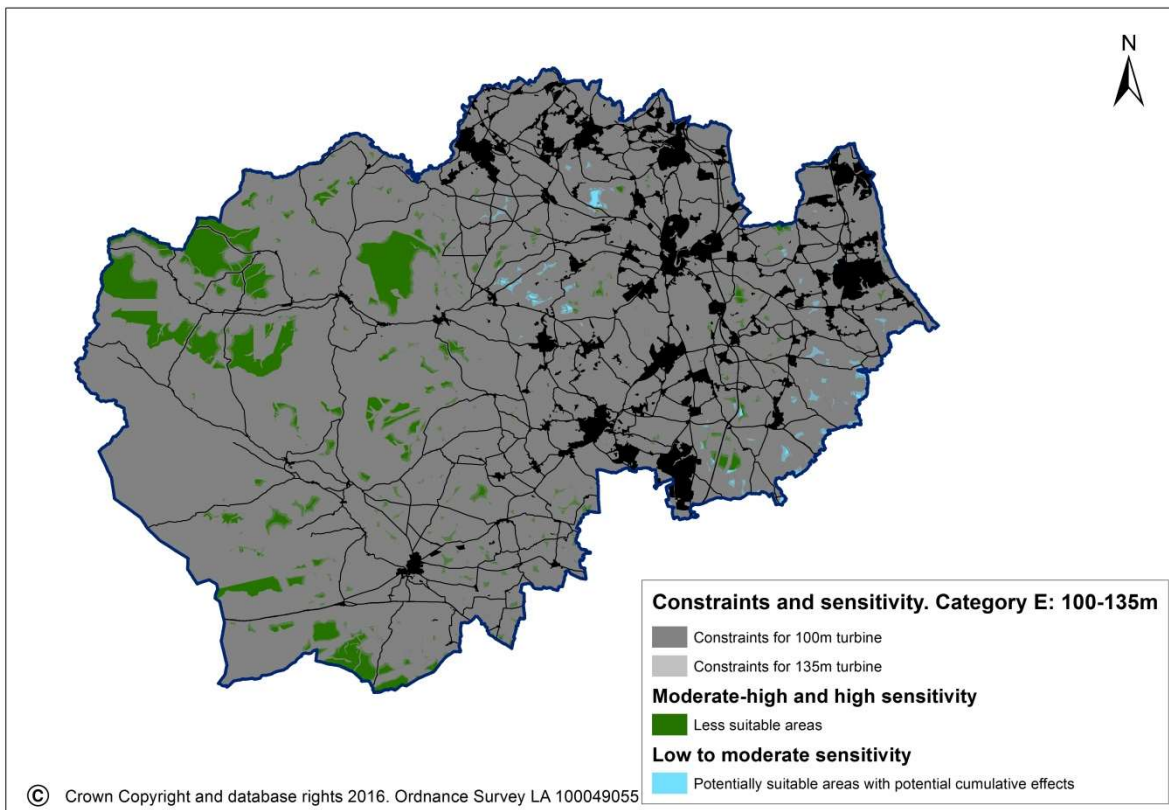 N
Constraints and sensitivity. Category E: 100-135m
Constraints for 100m turbine
Constraints for 135m turbine
Moderate-high and high sensitivity
Less suitable areas
Low to moderate sensitivity
Potentially suitable areas with potential cumulative effects
© Crown Copyright and database rights 2016. Ordnance Survey LA 100049055